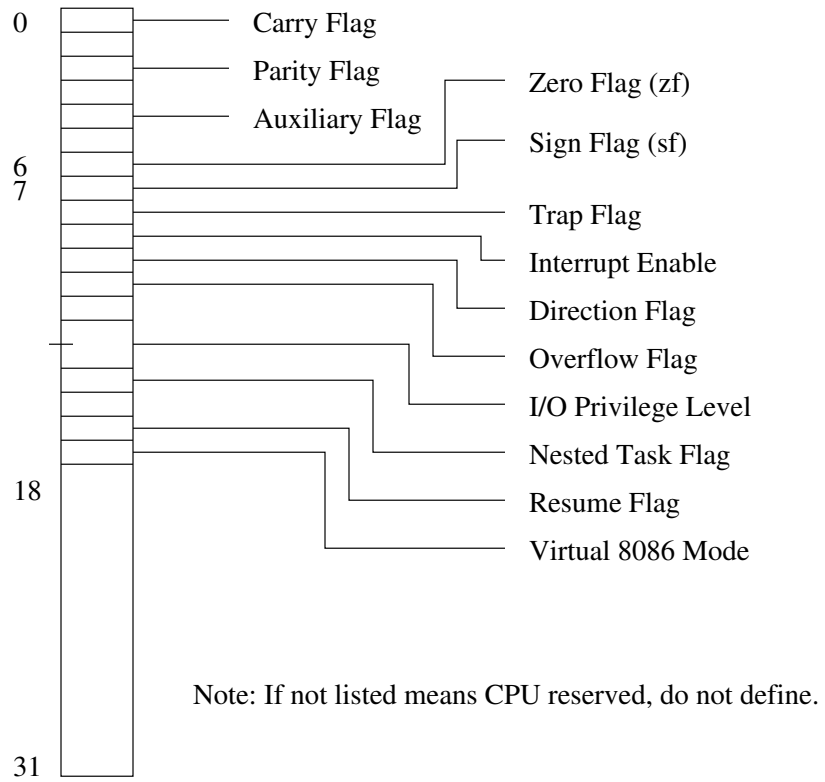 0
Carry Flag
Parity Flag
Zero Flag (zf)
Auxiliary Flag
Sign Flag (sf)
6
7
Trap Flag
Interrupt Enable
Direction Flag
Overflow Flag
I/O Privilege Level
Nested Task Flag
18
Resume Flag
Virtual 8086 Mode
Note: If not listed means CPU reserved, do not define.
31